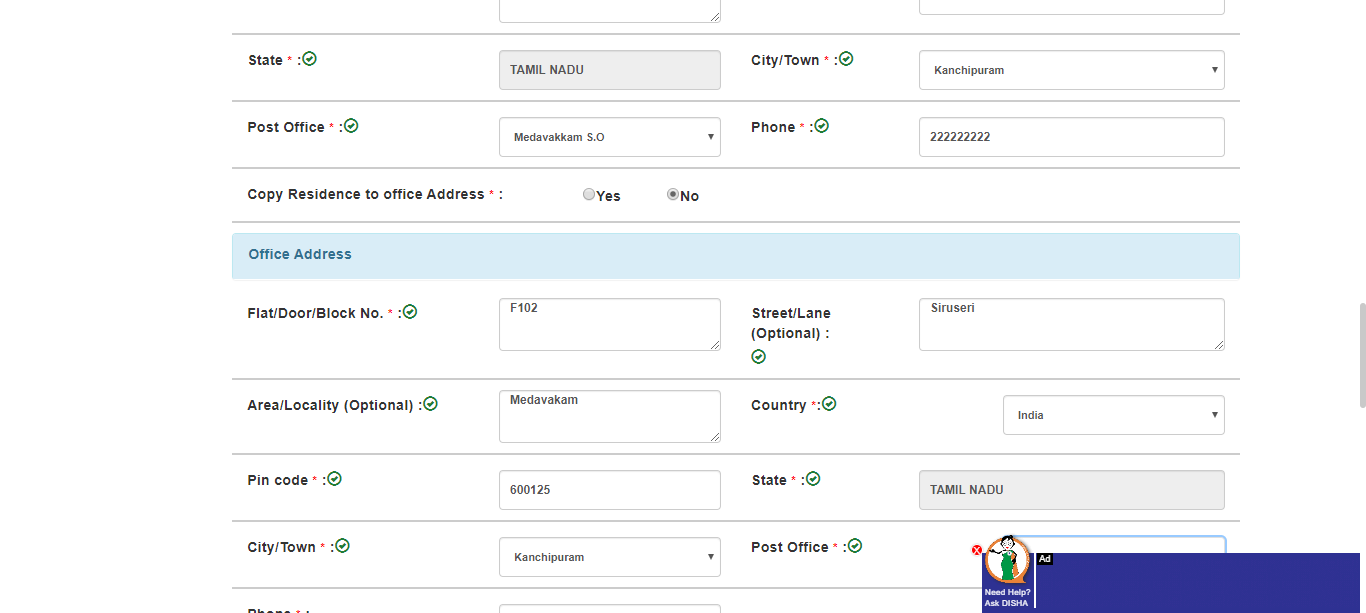 State * :
TAMIL NADU
City/Town * :
Kanchipuram
Post Office * :
Medavakkam S.O
Phone * :
222222222
Copy Residence to office Address * :
Yes
No
Office Address
Flat/Door/Block No. * :
F102
Street/Lane
(Optional) :
Siruseri
Area/Locality (Optional) :
Medavakam
Country *:
India
Pin code * :
600125
State * :
TAMIL NADU
City/Town * :
Kanchipuram
Post Office * :
X
Ad
Need Help?
Ask DISHA
Phone * :